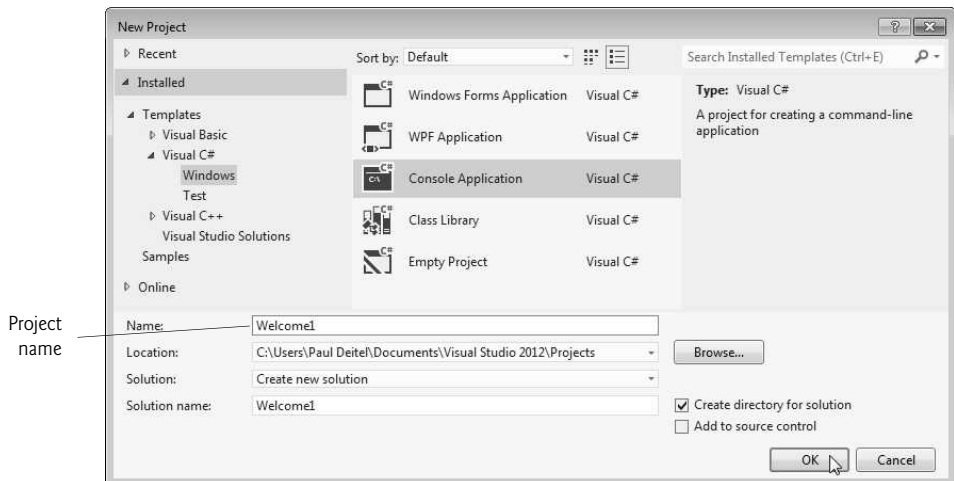 New Project
Recent
Installed
Templates
Visual Basic
Visual C#
Windows
Test
Visual C++
Visual Studio Solutions
Samples
Online
Sort by: Default
Windows Forms Application Visual C#
WPF Application Visual C#
Console Application Visual C#
Class Library Visual C#
Empty Project Visual C#
Search Installed Templates (Ctrl+E)
Type: Visual C#
A project for creating a command-line
application
Project
name
Name: Welcome1
Location: C:\Users\Paul Deitel\Documents\Visual Studio 2012\Projects Browse...
Solution: Create new solution
Solution name: Welcome1
Create directory for solution
Add to source control
OK Cancel